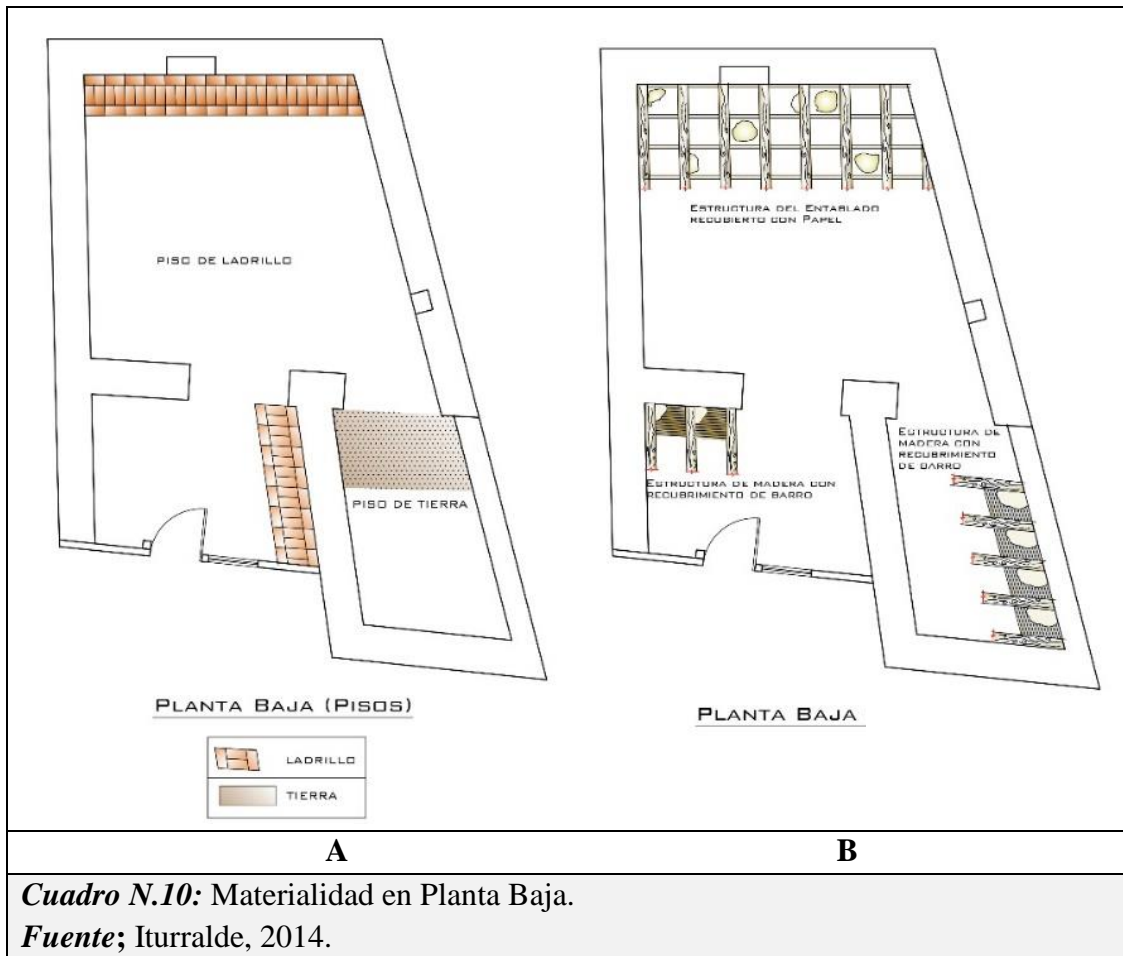 PISO DE LADRILLO
PISO DE TIERRA
PLANTA BAJA (PISOS)
LADRILLO
TIERRA
ESTRUCTURA DEL ENTABLADO
RECUBIERTO CON PAPEL
ESTRUCTURA DE MADERA CON
RECUBRIMIENTO DE BARRO
ESTRUCTURA DE
MADERA CON
RECUBRIMIENTO
DE BARRO
PLANTA BAJA
A
B
Cuadro N.10: Materialidad en Planta Baja.
Fuente; Iturralde, 2014.